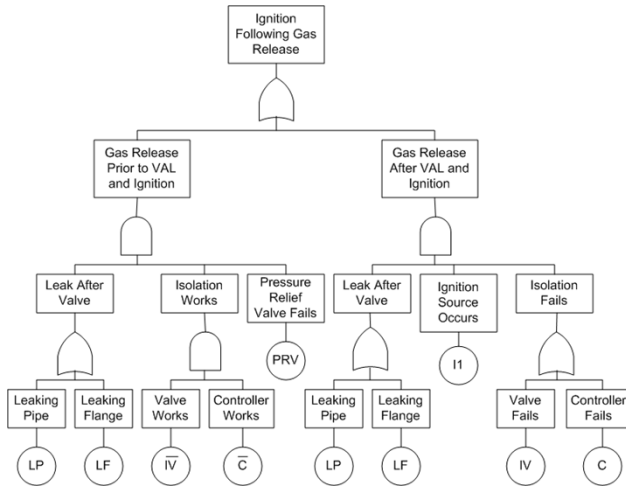 Ignition
Following Gas
Release
Gas Release
Prior to VAL
and Ignition
Gas Release
After VAL and
Ignition
Leak After
Valve
Isolation
Works
Pressure
Relief
Valve Fails
Leak After
Valve
Ignition
Source
Occurs
Isolation
Fails
PRV
I1
Leaking
Pipe
Leaking
Flange
Valve
Works
Controller
Works
Leaking
Pipe
Leaking
Flange
Valve
Fails
Controller
Fails
LP
LF
I̅V̅
C̅
LP
LF
IV
C